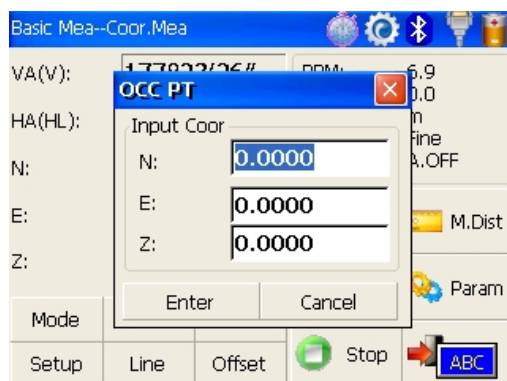 Basic Mea--Coor.Mea
VA(V):
6.9
OCC PT
0.0
HA(HL):
Input Coor
m
Fine
N:
N: 0.0000
A.OFF
E:
E: 0.0000
M.Dist
Z:
Z: 0.0000
Enter Cancel
Param
Mode
Setup Line Offset Stop ABC